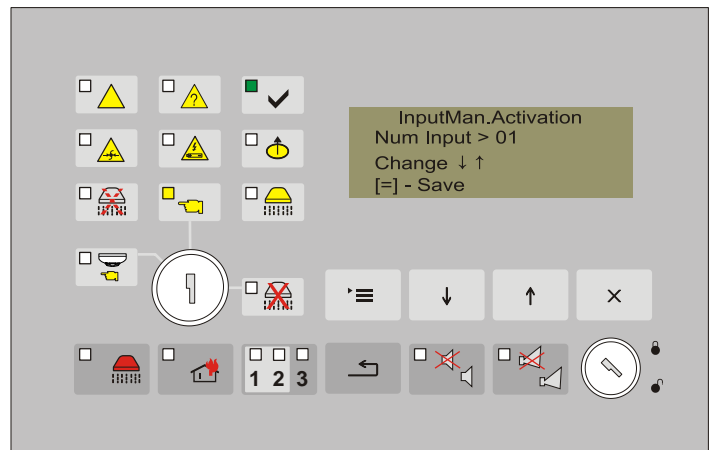 ?
InputMan.Activation
Num Input > 01
Change ↓ ↑
[=] - Save
1 2 3